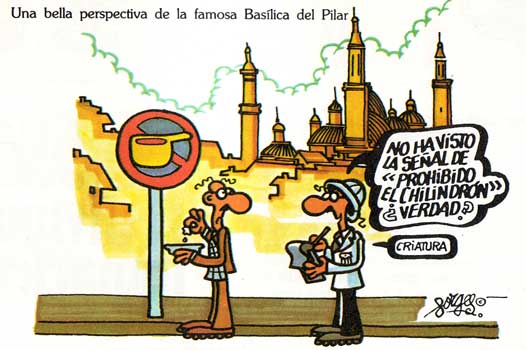 Una bella perspectiva de la famosa Basílica del Pilar
NO HA VISTO
LA SEÑAL DE
"PROHIBIDO
EL CHILINDRÓN"
¿VERDAD?
CRIATURA
Forges